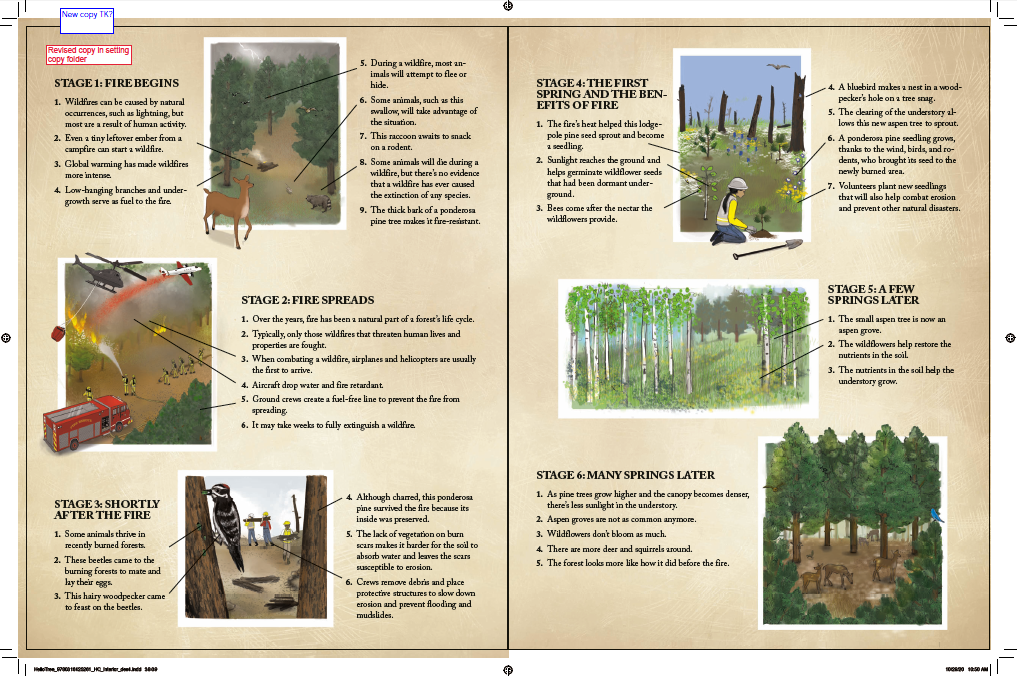 New copy TK?
Revised copy in setting
copy folder
STAGE 1: FIRE BEGINS
1. Wildfires can be caused by natural
occurrences, such as lightning, but
most are a result of human activity.
2. Even a tiny leftover ember from a
campfire can start a wildfire.
3. Global warming has made wildfires
more intense.
4. Low-hanging branches and under-
growth serve as fuel to the fire.
5. During a wildfire, most an-
imals will attempt to flee or
hide.
6. Some animals, such as this
swallow, will take advantage of
the situation.
7. This raccoon awaits to snack
on a rodent.
8. Some animals will die during a
wildfire, but there's no evidence
that a wildfire has ever caused
the extinction of any species.
9. The thick bark of a ponderosa
pine tree makes it fire-resistant.
STAGE 2: FIRE SPREADS
1. Over the years, fire has been a natural part of a forest's life cycle.
2. Typically, only those wildfires that threaten human lives and
properties are fought.
3. When combating a wildfire, airplanes and helicopters are usually
the first to arrive.
4. Aircraft drop water and fire retardant.
5. Ground crews create a fuel-free line to prevent the fire from
spreading.
6. It may take weeks to fully extinguish a wildfire.
STAGE 3: SHORTLY
AFTER THE FIRE
1. Some animals thrive in
recently burned forests.
2. These beetles came to the
burning forests to mate and
lay their eggs.
3. This hairy woodpecker came
to feast on the beetles.
4. Although charred, this ponderosa
pine survived the fire because its
inside was preserved.
5. The lack of vegetation on burn
scars makes it harder for the soil to
absorb water and leaves the scars
susceptible to erosion.
6. Crews remove debris and place
protective structures to slow down
erosion and prevent flooding and
mudslides.
STAGE 4: THE FIRST
SPRING AND THE BEN-
EFITS OF FIRE
1. The fire's heat helped this lodge-
pole pine seed sprout and become
a seedling.
2. Sunlight reaches the ground and
helps germinate wildflower seeds
that had been dormant under-
ground.
3. Bees come after the nectar the
wildflowers provide.
4. A bluebird makes a nest in a wood-
pecker's hole on a tree snag.
5. The clearing of the understory al-
lows this new aspen tree to sprout.
6. A ponderosa pine seedling grows,
thanks to the wind, birds, and ro-
dents, who brought its seed to the
newly burned area.
7. Volunteers plant new seedlings
that will also help combat erosion
and prevent other natural disasters.
STAGE 5: A FEW
SPRINGS LATER
1. The small aspen tree is now an
aspen grove.
2. The wildflowers help restore the
nutrients in the soil.
3. The nutrients in the soil help the
understory grow.
STAGE 6: MANY SPRINGS LATER
1. As pine trees grow higher and the canopy becomes denser,
there's less sunlight in the understory.
2. Aspen groves are not as common anymore.
3. Wildflowers don't bloom as much.
4. There are more deer and squirrels around.
5. The forest looks more like how it did before the fire.
10/29/20 10:50 AM